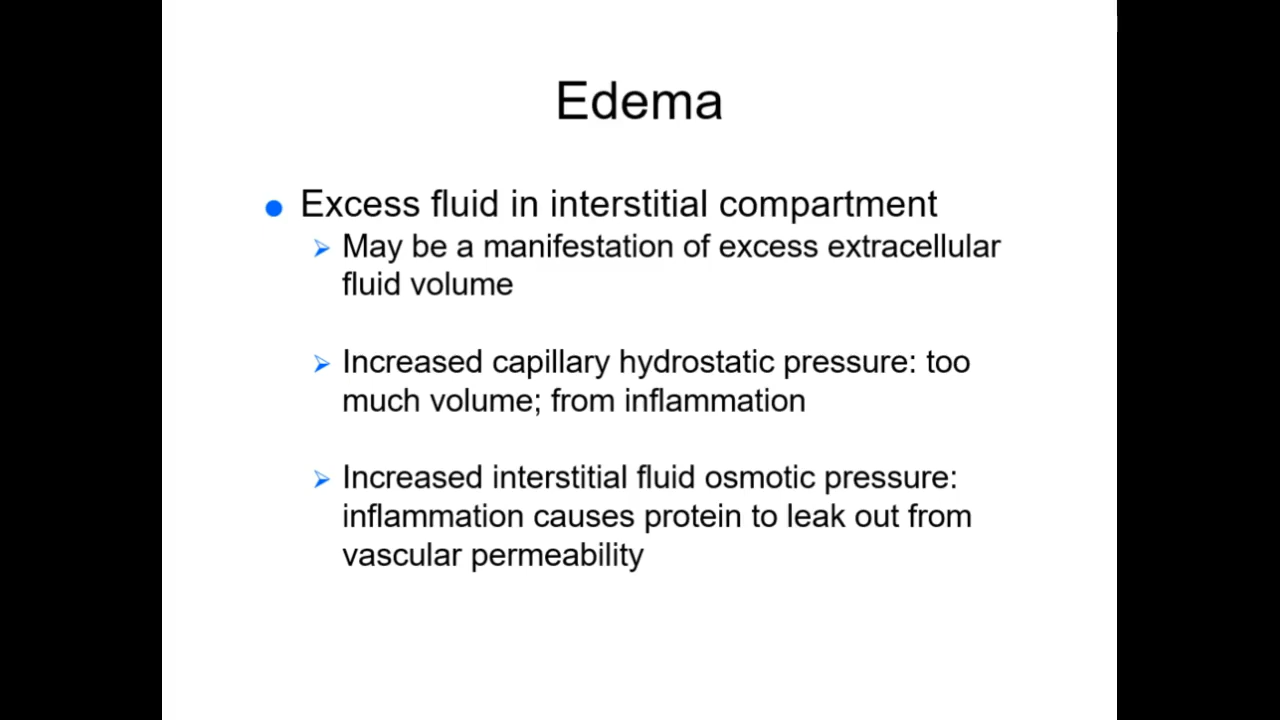 Edema
Excess fluid in interstitial compartment
May be a manifestation of excess extracellular
fluid volume
Increased capillary hydrostatic pressure: too
much volume; from inflammation
Increased interstitial fluid osmotic pressure:
inflammation causes protein to leak out from
vascular permeability